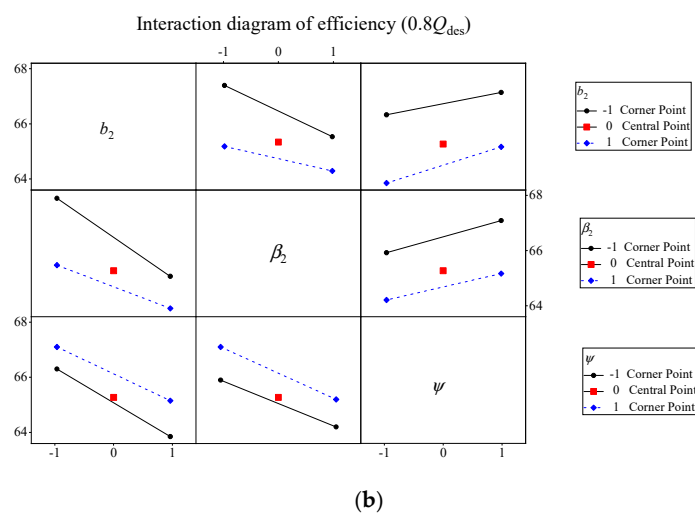 Interaction diagram of efficiency (0.8Q_des)
-1 0 1
68
66
64
b₂
b₂
-1 Corner Point
0 Central Point
1 Corner Point
β₂
68
66
64
β₂
-1 Corner Point
0 Central Point
1 Corner Point
68
66
64
ψ
ψ
-1 Corner Point
0 Central Point
1 Corner Point
-1 0 1
-1 0 1
(b)